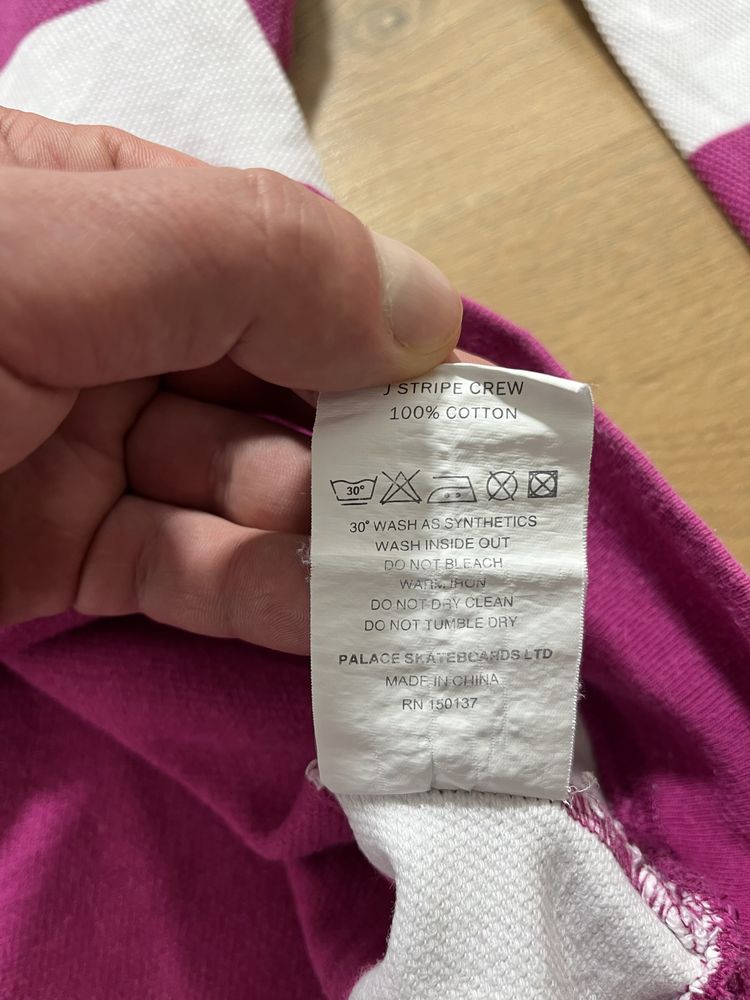 J STRIPE CREW
100% COTTON
30°
30° WASH AS SYNTHETICS
WASH INSIDE OUT
DO NOT BLEACH
WARM IRON
DO NOT DRY CLEAN
DO NOT TUMBLE DRY
PALACE SKATEBOARDS LTD
MADE IN CHINA
RN 150137